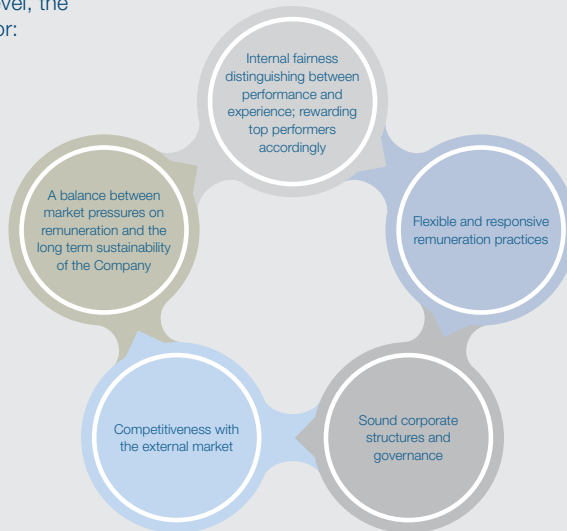 evel, the
or:
Internal fairness
distinguishing between
performance and
experience; rewarding
top performers
accordingly
Flexible and responsive
remuneration practices
Sound corporate
structures and
governance
Competitiveness with
the external market
A balance between
market pressures on
remuneration and the
long term sustainability
of the Company